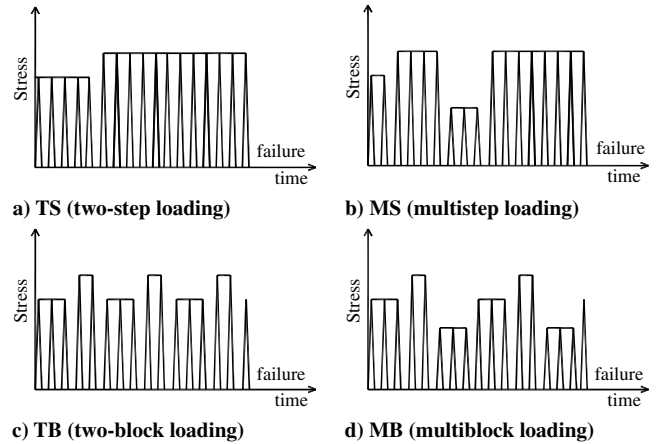 Stress
failure
time
a) TS (two-step loading)
Stress
failure
time
b) MS (multistep loading)
Stress
failure
time
c) TB (two-block loading)
Stress
failure
time
d) MB (multiblock loading)